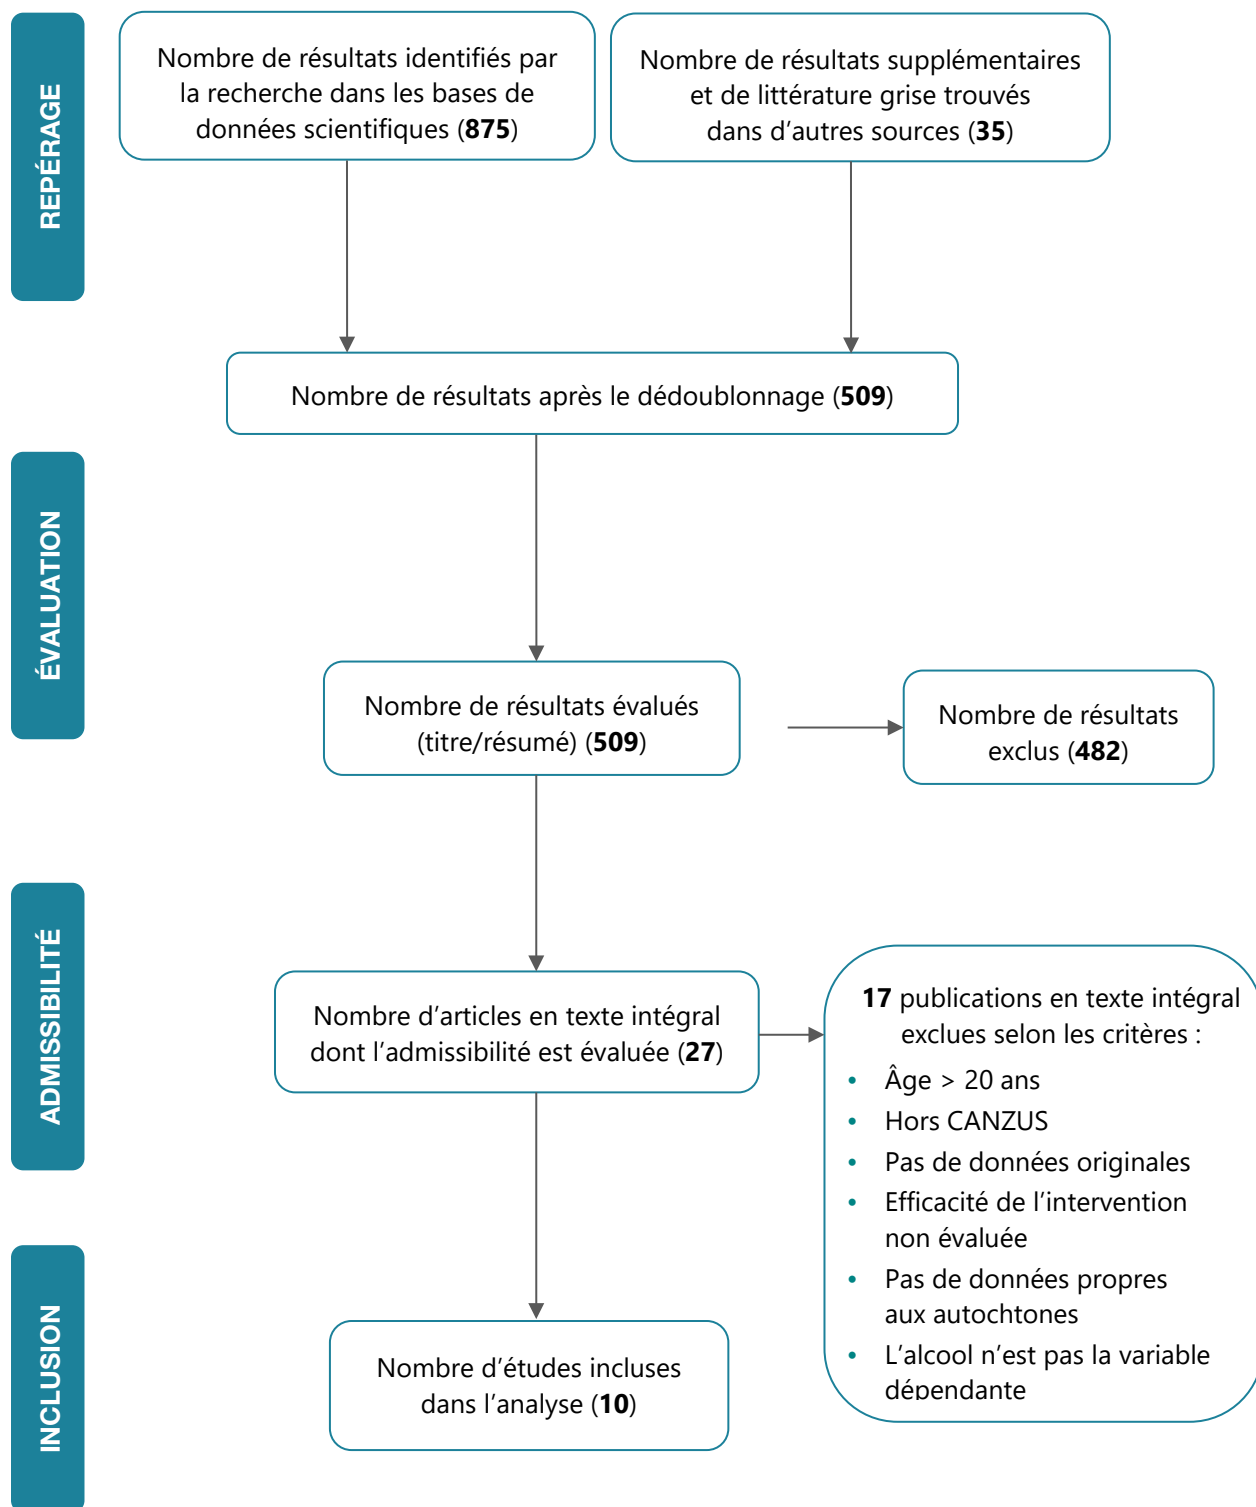 REPÉRAGE
Nombre de résultats identifiés par
la recherche dans les bases de
données scientifiques (875)
Nombre de résultats supplémentaires
et de littérature grise trouvés
dans d’autres sources (35)
Nombre de résultats après le dédoublonnage (509)
ÉVALUATION
Nombre de résultats évalués
(titre/résumé) (509)
Nombre de résultats
exclus (482)
ADMISSIBILITÉ
Nombre d’articles en texte intégral
dont l’admissibilité est évaluée (27)
17 publications en texte intégral
exclues selon les critères :
• Âge > 20 ans
• Hors CANZUS
• Pas de données originales
• Efficacité de l’intervention
non évaluée
• Pas de données propres
aux autochtones
• L’alcool n’est pas la variable
dépendante
INCLUSION
Nombre d’études incluses
dans l’analyse (10)